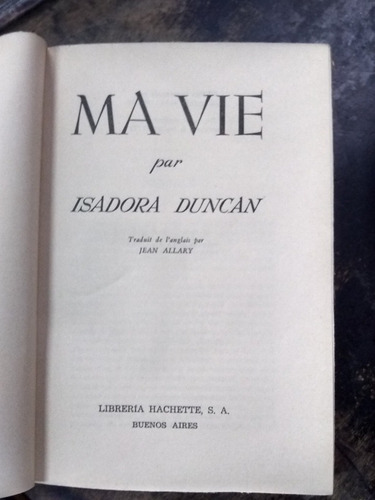 MA VIE
par
ISADORA DUNCAN
Traduit de l'anglais par
JEAN ALLARY
LIBRERIA HACHETTE, S. A.
BUENOS AIRES